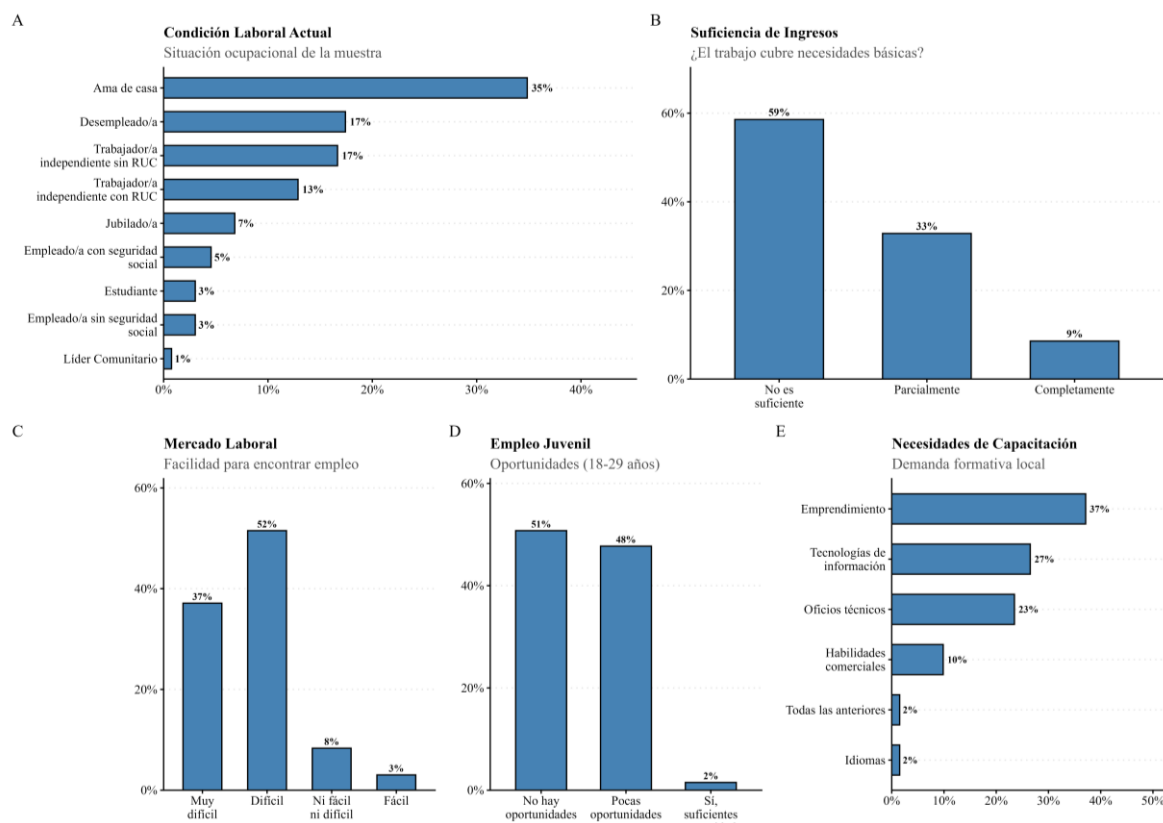 A
Condición Laboral Actual
Situación ocupacional de la muestra
Ama de casa
35%
Desempleado/a
17%
Trabajador/a
independiente sin RUC
17%
Trabajador/a
independiente con RUC
13%
Jubilado/a
7%
Empleado/a con seguridad
social
5%
Estudiante
3%
Empleado/a sin seguridad
social
3%
Líder Comunitario
1%
0%
10%
20%
30%
40%
B
Suficiencia de Ingresos
¿El trabajo cubre necesidades básicas?
60%
40%
20%
0%
59%
33%
9%
No es
suficiente
Parcialmente
Completamente
C
Mercado Laboral
Facilidad para encontrar empleo
60%
40%
20%
0%
37%
52%
8%
3%
Muy
difícil
Difícil
Ni fácil
ni difícil
Fácil
D
Empleo Juvenil
Oportunidades (18-29 años)
60%
40%
20%
0%
51%
48%
2%
No hay
oportunidades
Pocas
oportunidades
Sí,
suficientes
E
Necesidades de Capacitación
Demanda formativa local
Emprendimiento
37%
Tecnologías de
información
27%
Oficios técnicos
23%
Habilidades
comerciales
10%
Todas las anteriores
2%
Idiomas
2%
0%
10%
20%
30%
40%
50%